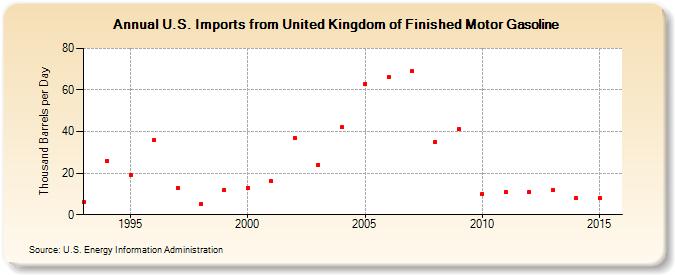 Annual U.S. Imports from United Kingdom of Finished Motor Gasoline
Thousand Barrels per Day
80
60
40
20
0
1995 2000 2005 2010 2015
Source: U.S. Energy Information Administration